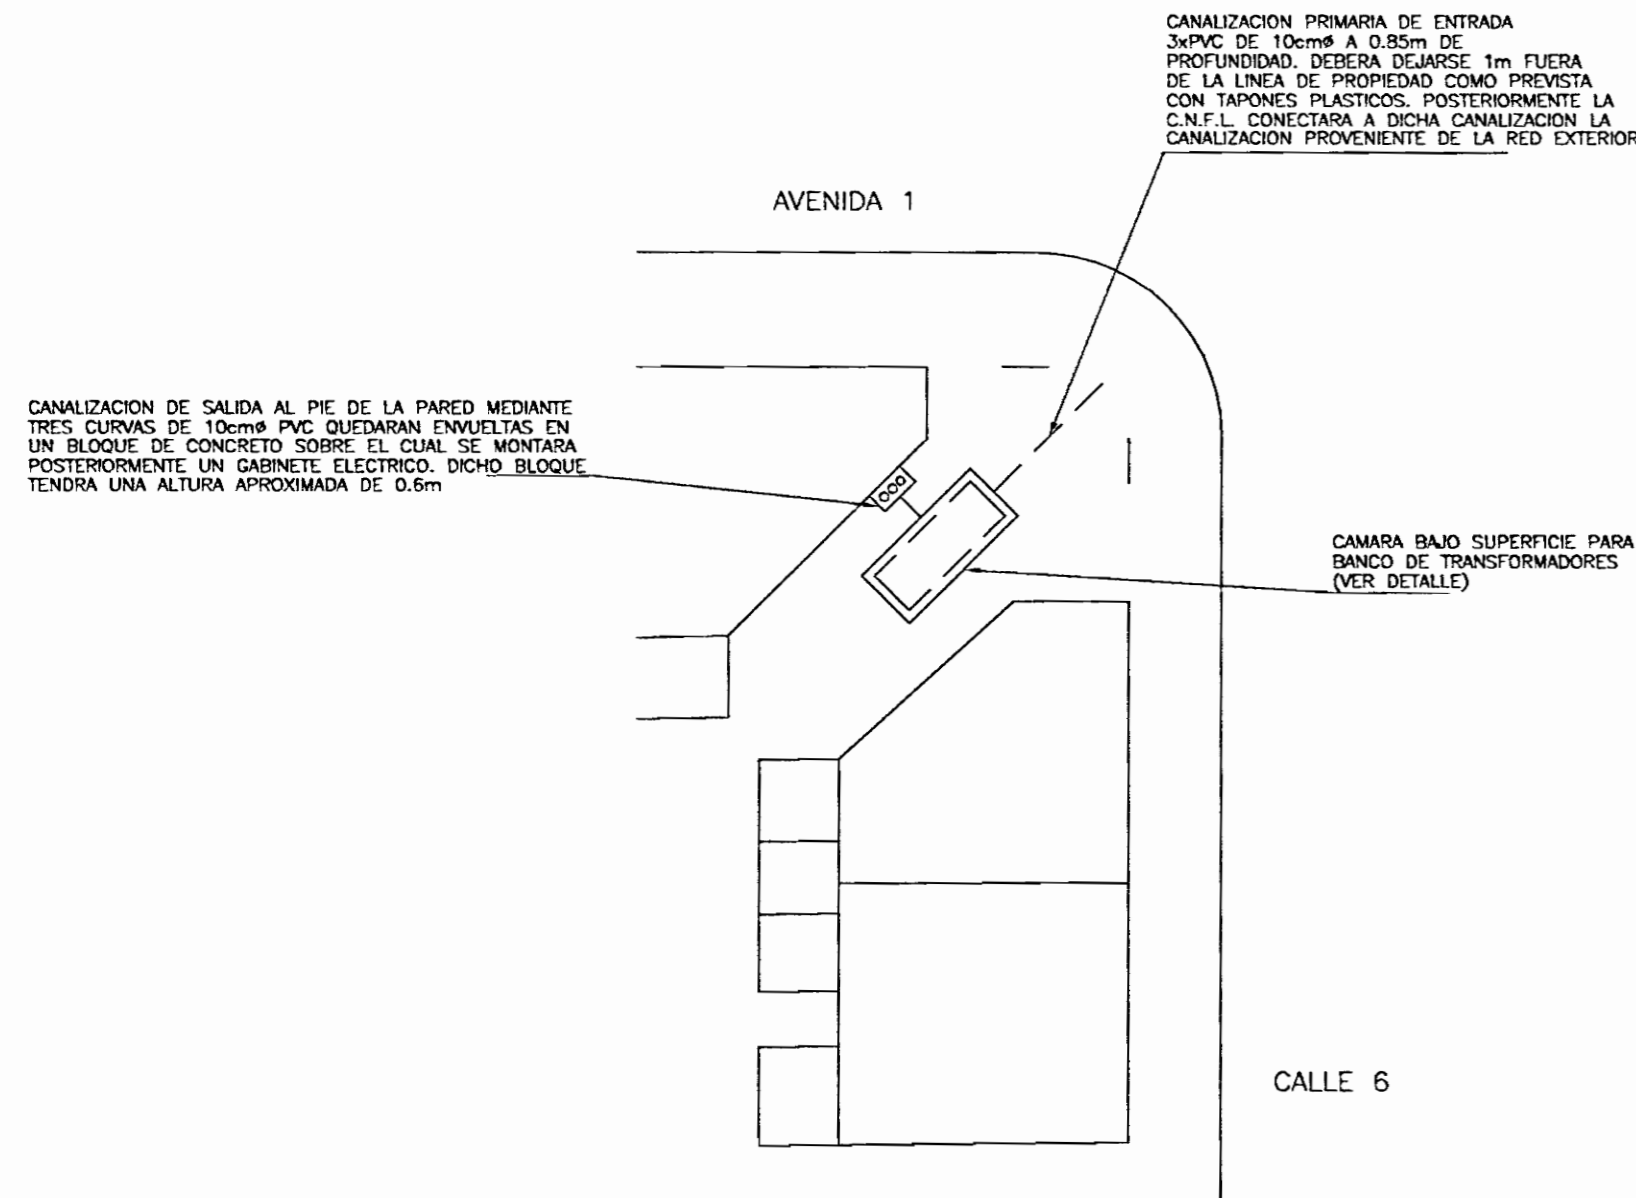 CANALIZACION PRIMARIA DE ENTRADA
3xPVC DE 10cmø A 0.85m DE
PROFUNDIDAD. DEBERA DEJARSE 1m FUERA
DE LA LINEA DE PROPIEDAD COMO PREVISTA
CON TAPONES PLASTICOS. POSTERIORMENTE LA
C.N.F.L. CONECTARA A DICHA CANALIZACION LA
CANALIZACION PROVENIENTE DE LA RED EXTERIOR
AVENIDA 1
CANALIZACION DE SALIDA AL PIE DE LA PARED MEDIANTE
TRES CURVAS DE 10cmø PVC QUEDARAN ENVUELTAS EN
UN BLOQUE DE CONCRETO SOBRE EL CUAL SE MONTARA
POSTERIORMENTE UN GABINETE ELECTRICO. DICHO BLOQUE
TENDRA UNA ALTURA APROXIMADA DE 0.6m
CAMARA BAJO SUPERFICIE PARA
BANCO DE TRANSFORMADORES
(VER DETALLE)
CALLE 6